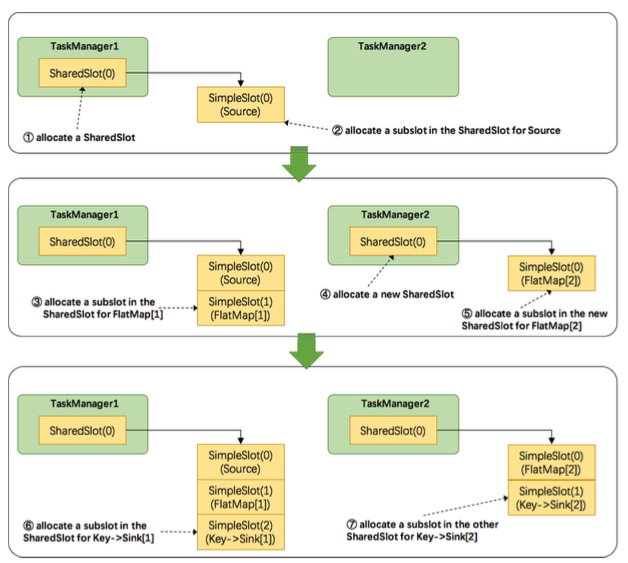 TaskManager1
TaskManager2
SharedSlot(0)
SimpleSlot(0)
(Source)
① allocate a SharedSlot
② allocate a subslot in the SharedSlot for Source
TaskManager1
TaskManager2
SharedSlot(0)
SharedSlot(0)
SimpleSlot(0)
(Source)
SimpleSlot(0)
(FlatMap[2])
③ allocate a subslot in the
SharedSlot for FlatMap[1]
SimpleSlot(1)
(FlatMap[1])
④ allocate a new SharedSlot
⑤ allocate a subslot in the new
SharedSlot for FlatMap[2]
TaskManager1
TaskManager2
SharedSlot(0)
SharedSlot(0)
SimpleSlot(0)
(Source)
SimpleSlot(0)
(FlatMap[2])
SimpleSlot(1)
(FlatMap[1])
SimpleSlot(1)
(Key->Sink[2])
⑥ allocate a subslot in the
SharedSlot for Key->Sink[1]
SimpleSlot(2)
(Key->Sink[1])
⑦ allocate a subslot in the other
SharedSlot for Key->Sink[2]